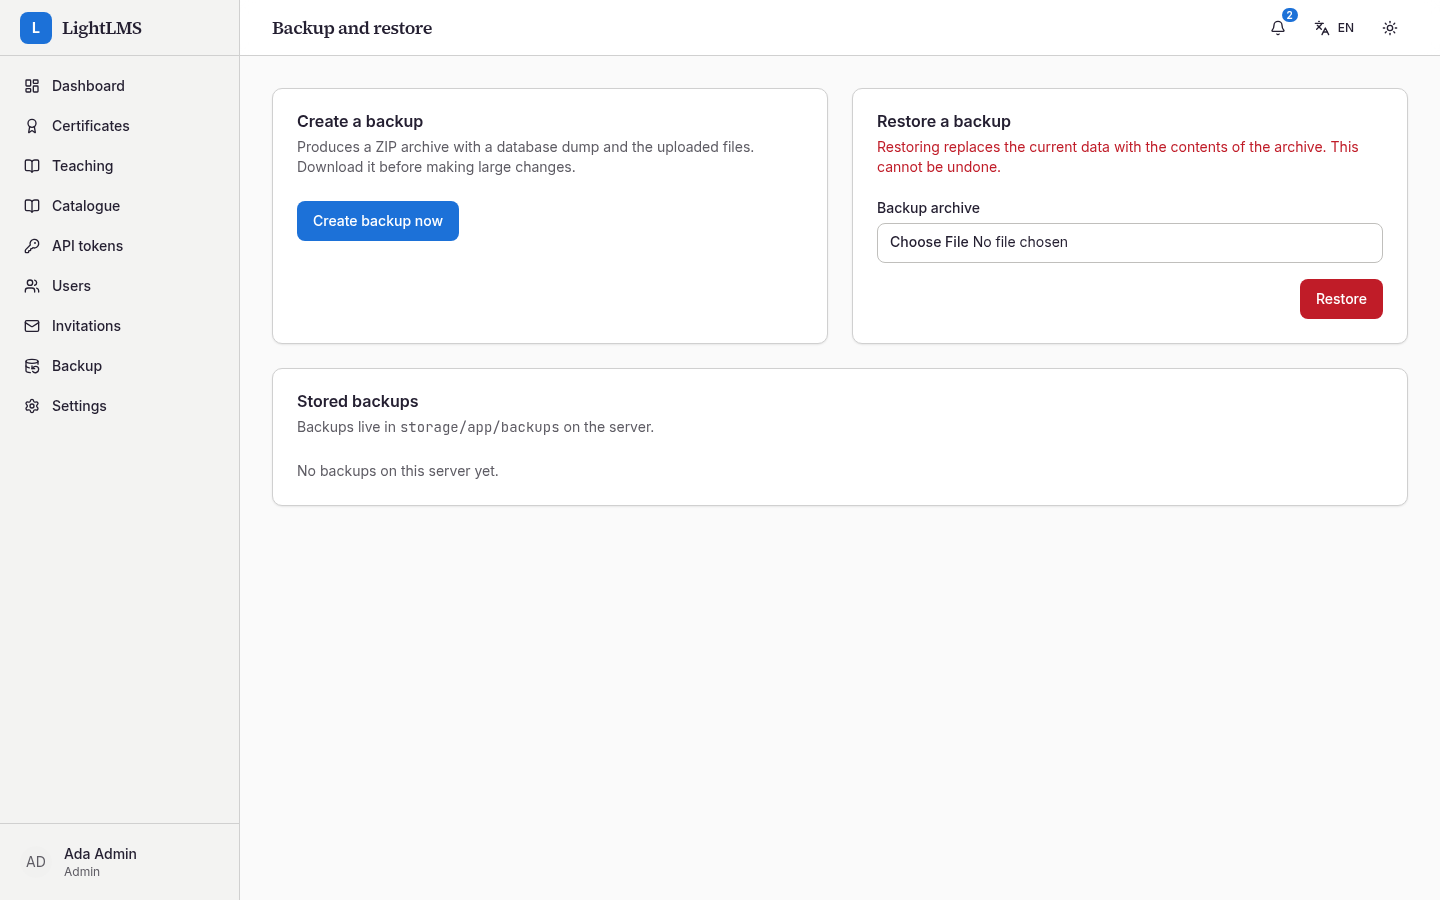 L LightLMS
Dashboard
Certificates
Teaching
Catalogue
API tokens
Users
Invitations
Backup
Settings
AD
Ada Admin
Admin
Backup and restore
2
EN
Create a backup
Produces a ZIP archive with a database dump and the uploaded files.
Download it before making large changes.
Create backup now
Restore a backup
Restoring replaces the current data with the contents of the archive. This
cannot be undone.
Backup archive
Choose File No file chosen
Restore
Stored backups
Backups live in storage/app/backups on the server.
No backups on this server yet.